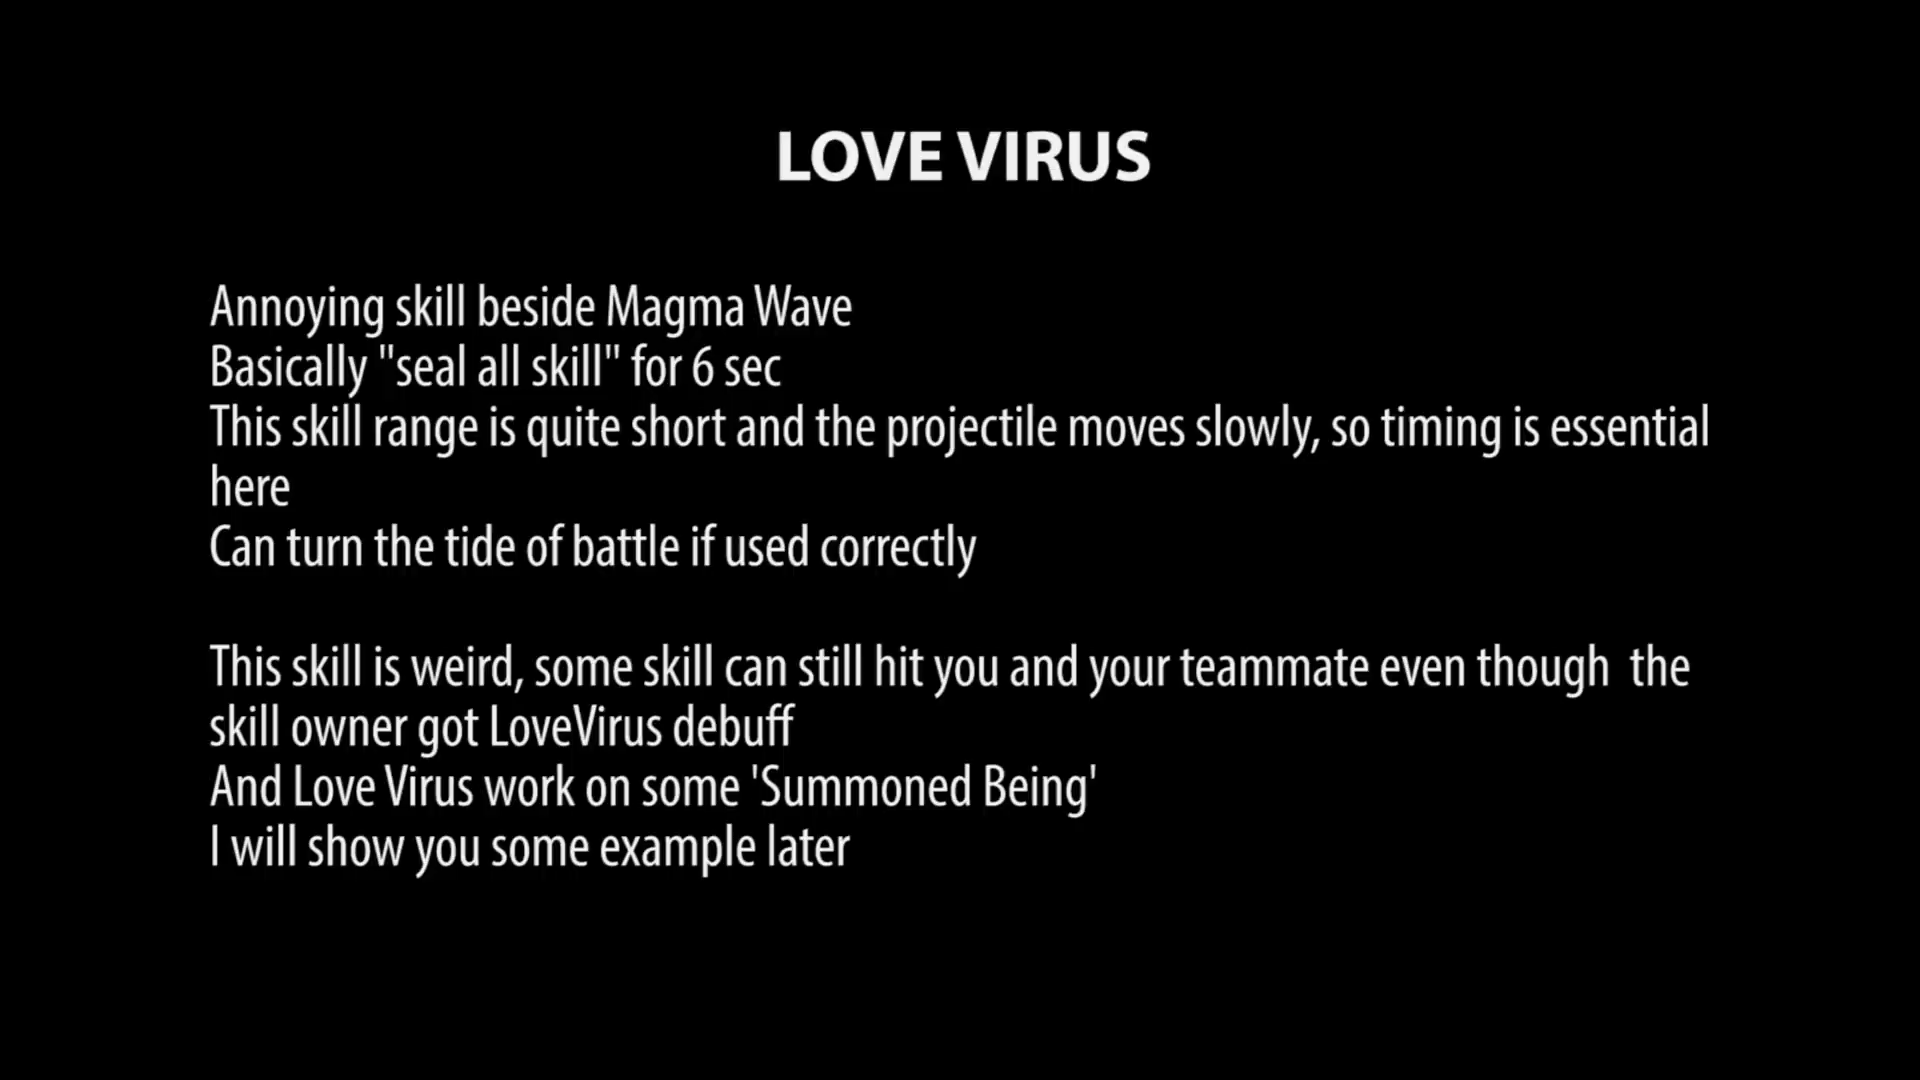 LOVE VIRUS
Annoying skill beside Magma Wave
Basically "seal all skill" for 6 sec
This skill range is quite short and the projectile moves slowly, so timing is essential
here
Can turn the tide of battle if used correctly
This skill is weird, some skill can still hit you and your teammate even though  the
skill owner got LoveVirus debuff
And Love Virus work on some 'Summoned Being'
I will show you some example later